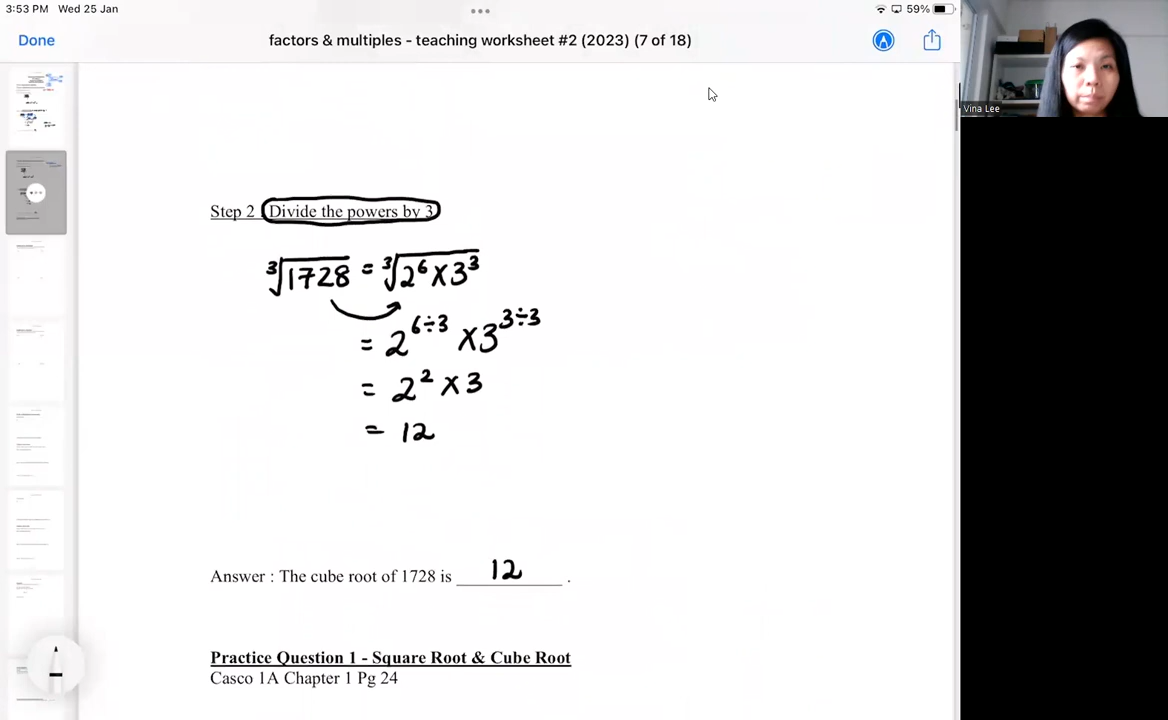 3:53 PM Wed 25 Jan
59%
Done
factors & multiples - teaching worksheet #2 (2023) (7 of 18)
Vina Lee
Step 2 : Divide the powers by 3
∛1728 = ∛2⁶ × 3³
= 2^(6÷3) × 3^(3÷3)
= 2² × 3
= 12
Answer : The cube root of 1728 is 12 .
Practice Question 1 - Square Root & Cube Root
Casco 1A Chapter 1 Pg 24